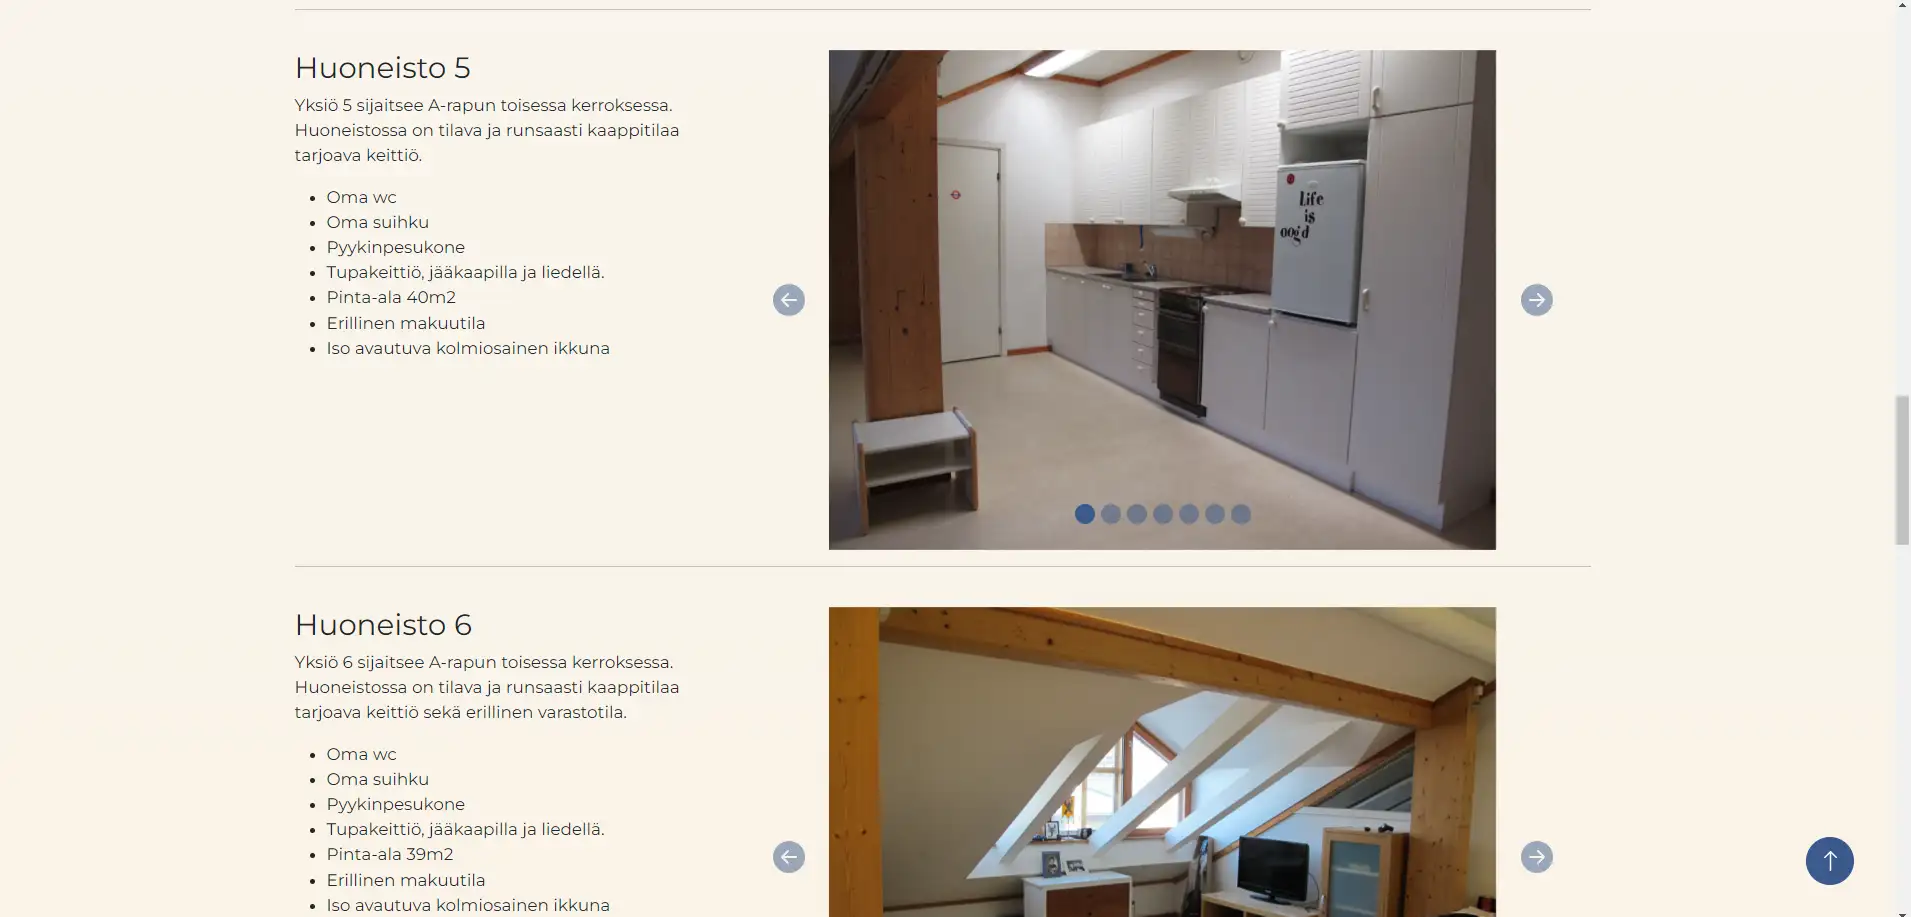 Huoneisto 5
Yksiö 5 sijaitsee A-rapun toisessa kerroksessa.
Huoneistossa on tilava ja runsaasti kaappitilaa
tarjoava keittiö.
Oma wc
Oma suihku
Pyykinpesukone
Tupakeittiö, jääkaapilla ja liedellä.
Pinta-ala 40m2
Erillinen makuutila
Iso avautuva kolmiosainen ikkuna
Life
is
oogd
Huoneisto 6
Yksiö 6 sijaitsee A-rapun toisessa kerroksessa.
Huoneistossa on tilava ja runsaasti kaappitilaa
tarjoava keittiö sekä erillinen varastotila.
Oma wc
Oma suihku
Pyykinpesukone
Tupakeittiö, jääkaapilla ja liedellä.
Pinta-ala 39m2
Erillinen makuutila
Iso avautuva kolmiosainen ikkuna